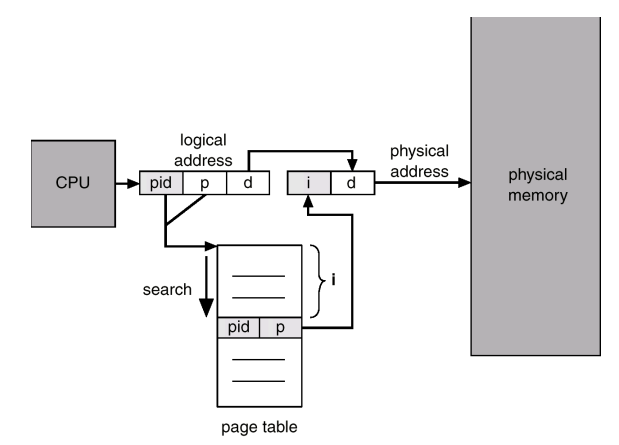 logical
address
physical
address
CPU
pid p d
i d
physical
memory
search
i
pid p
page table